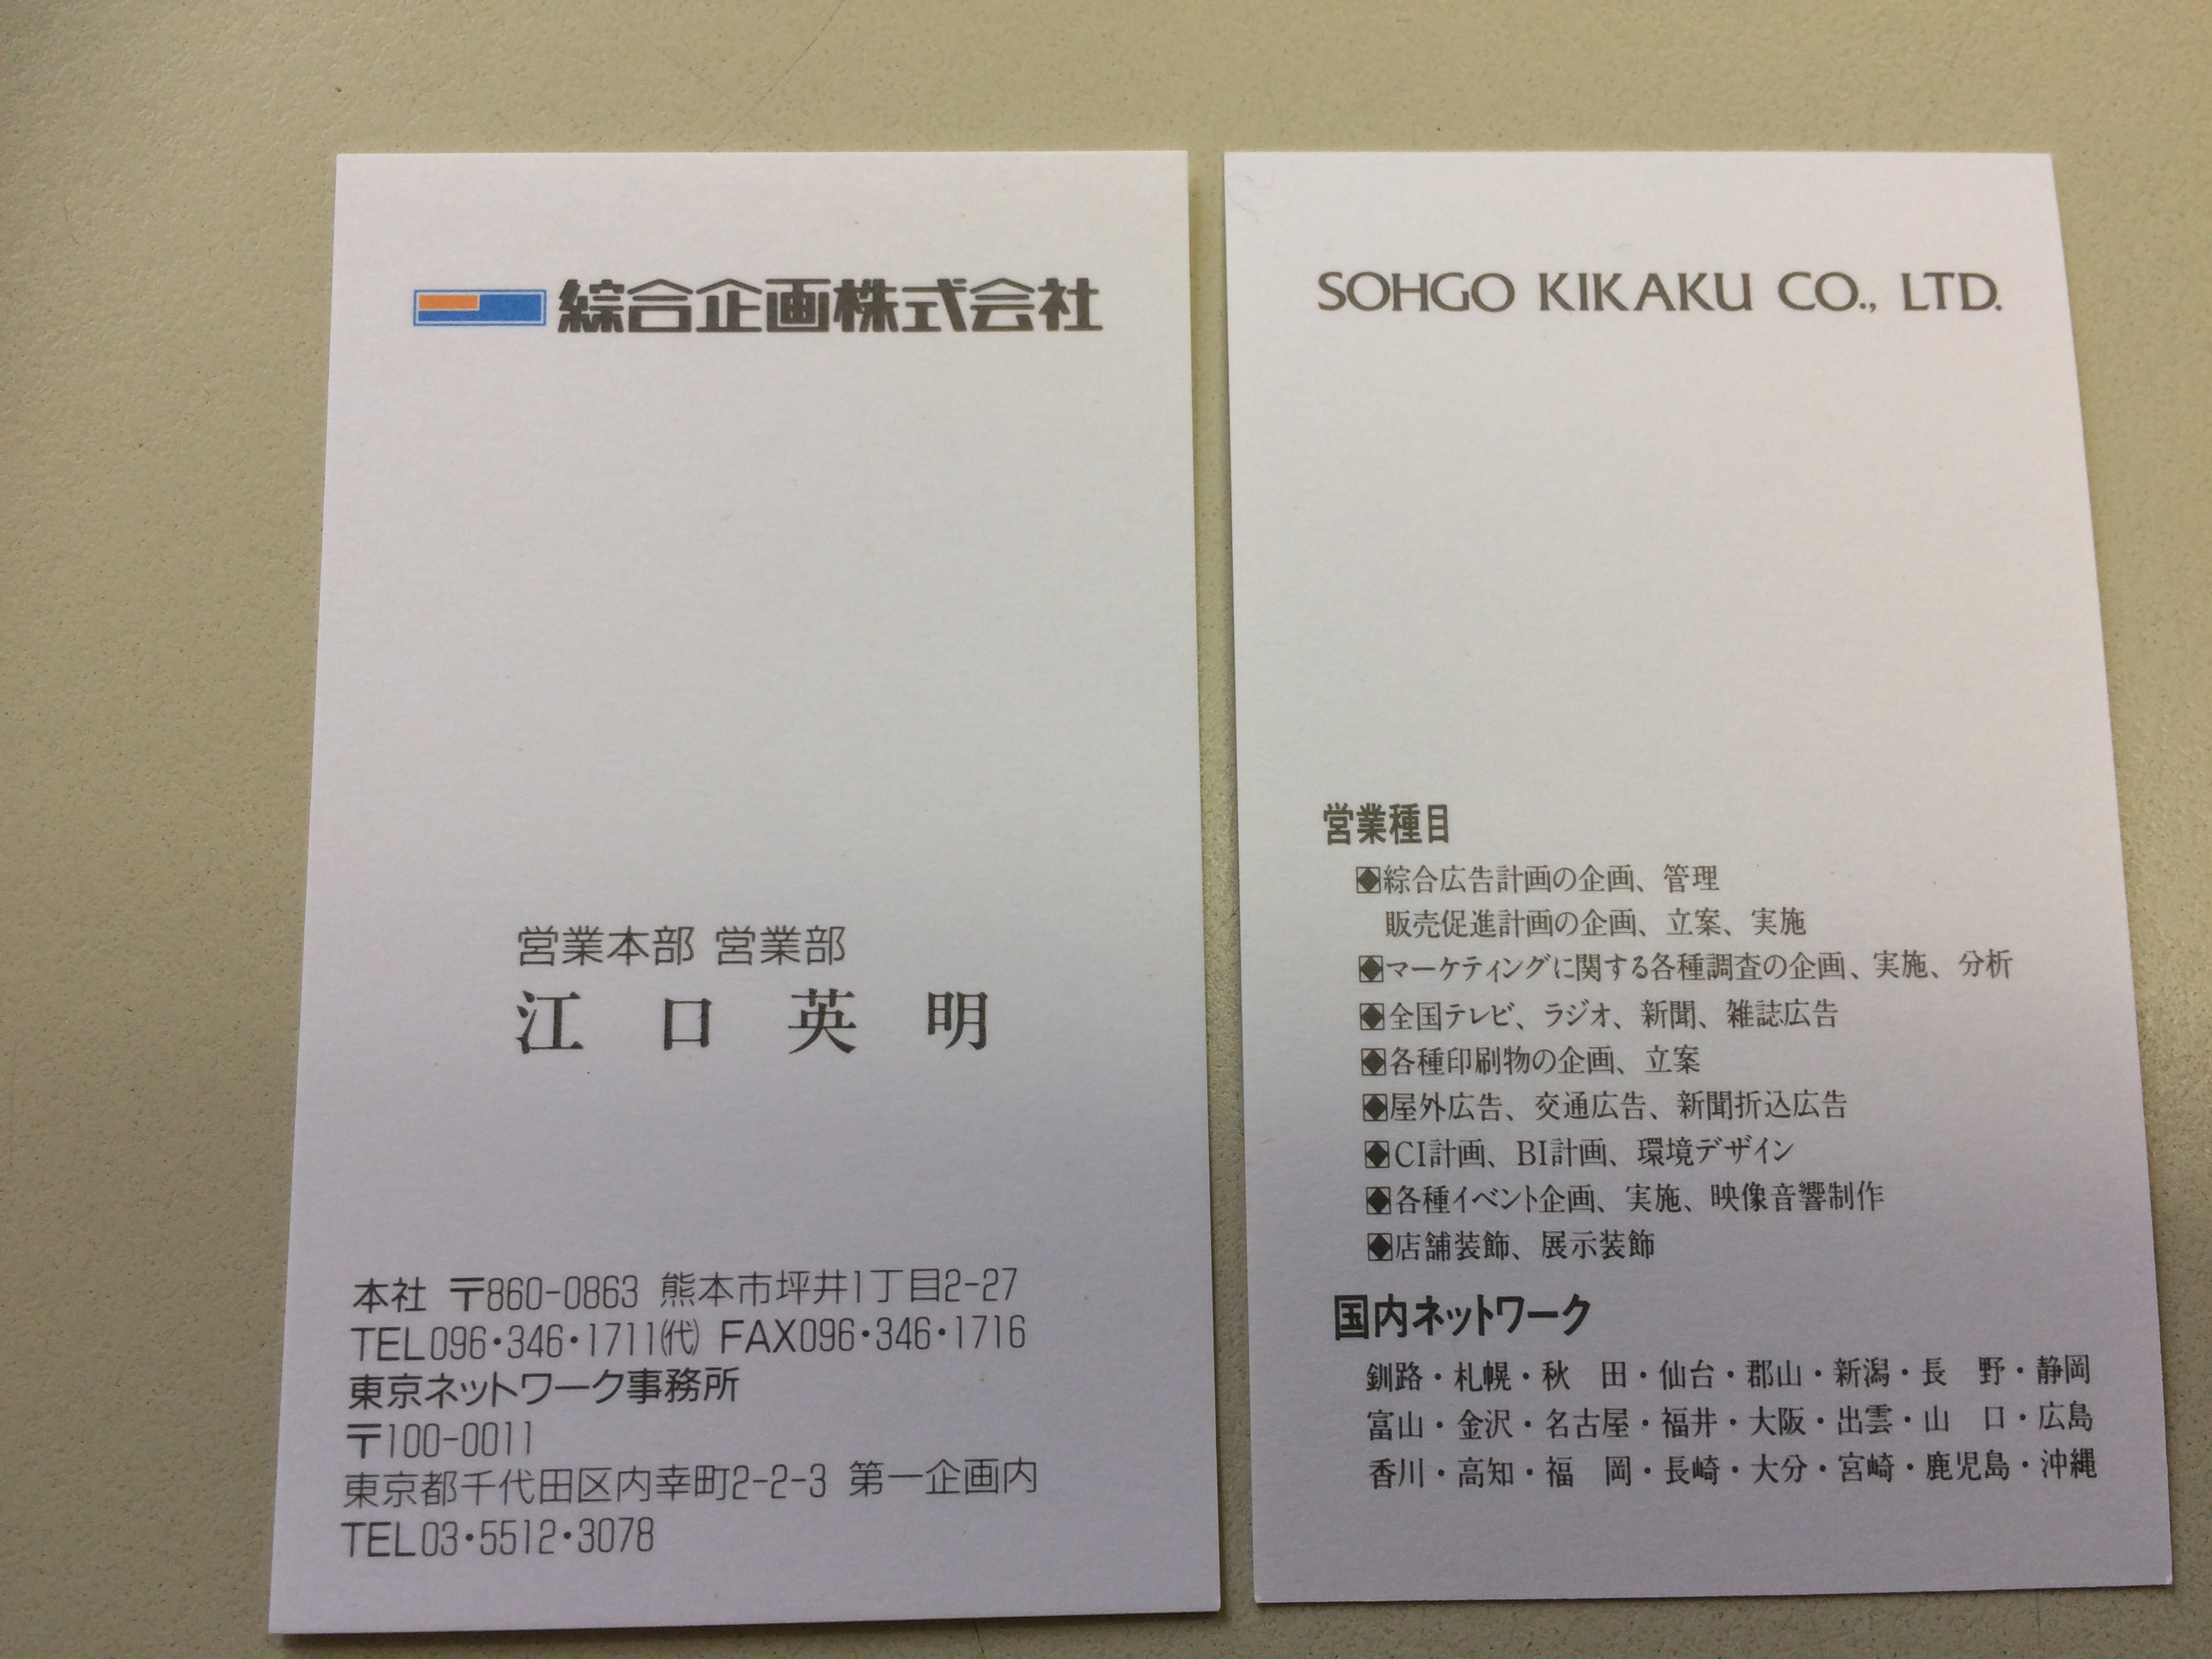 綜合企画株式会社
営業本部 営業部
江口英明
本社 〒860-0863 熊本市坪井1丁目2-27
TEL096・346・1711㈹ FAX096・346・1716
東京ネットワーク事務所
〒100-0011
東京都千代田区内幸町2-2-3 第一企画内
TEL03・5512・3078
SOHGO KIKAKU CO., LTD.
営業種目
◆綜合広告計画の企画、管理
販売促進計画の企画、立案、実施
◆マーケティングに関する各種調査の企画、実施、分析
◆全国テレビ、ラジオ、新聞、雑誌広告
◆各種印刷物の企画、立案
◆屋外広告、交通広告、新聞折込広告
◆CI計画、BI計画、環境デザイン
◆各種イベント企画、実施、映像音響制作
◆店舗装飾、展示装飾
国内ネットワーク
釧路・札幌・秋　田・仙台・郡山・新潟・長　野・静岡
富山・金沢・名古屋・福井・大阪・出雲・山　口・広島
香川・高知・福　岡・長崎・大分・宮崎・鹿児島・沖縄